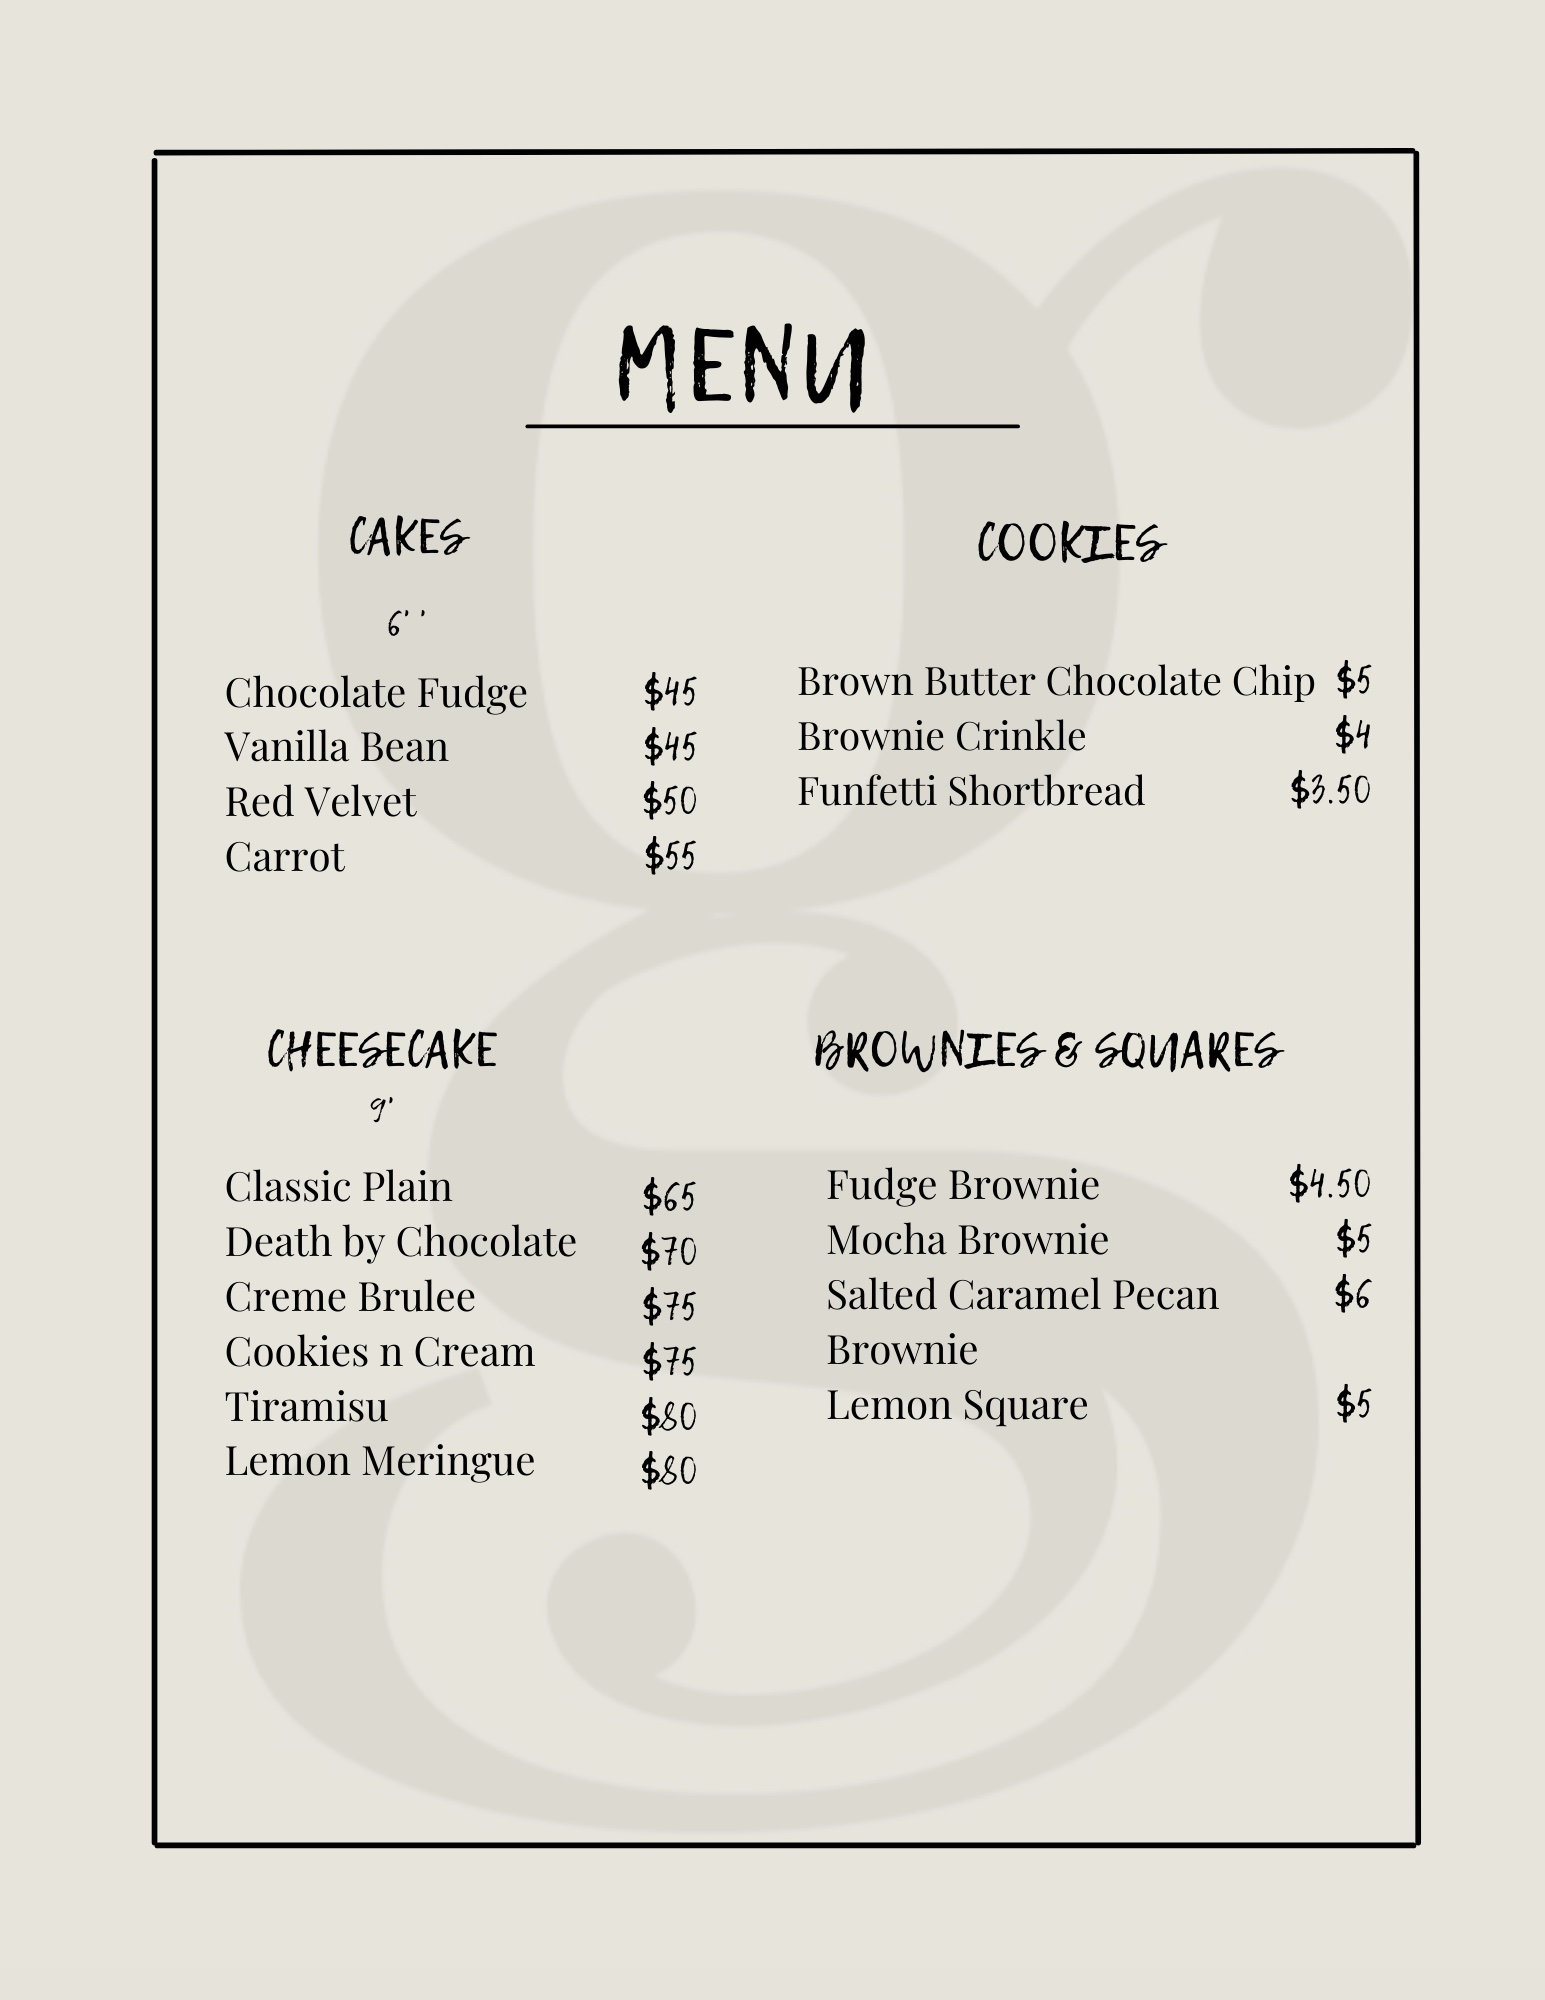 MENU
CAKES
6' '
Chocolate Fudge $45
Vanilla Bean $45
Red Velvet $50
Carrot $55
COOKIES
Brown Butter Chocolate Chip $5
Brownie Crinkle $4
Funfetti Shortbread $3.50
CHEESECAKE
9'
Classic Plain $65
Death by Chocolate $70
Creme Brulee $75
Cookies n Cream $75
Tiramisu $80
Lemon Meringue $80
BROWNIES & SQUARES
Fudge Brownie $4.50
Mocha Brownie $5
Salted Caramel Pecan $6
Brownie
Lemon Square $5
g